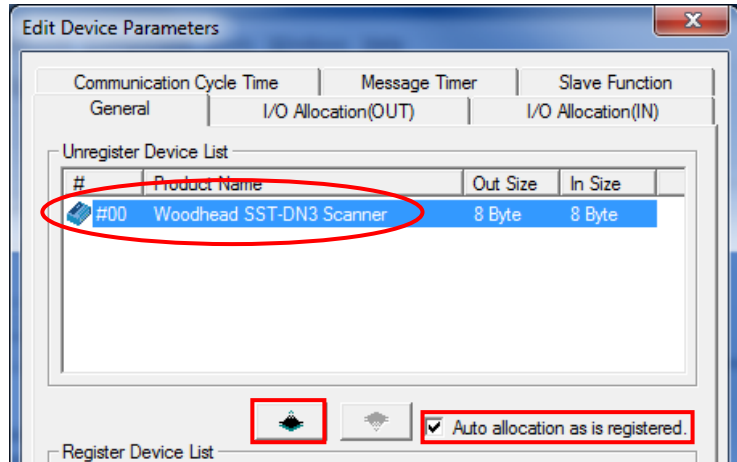 Edit Device Parameters
Communication Cycle Time Message Timer Slave Function
General I/O Allocation(OUT) I/O Allocation(IN)
Unregister Device List
# Product Name Out Size In Size
#00 Woodhead SST-DN3 Scanner 8 Byte 8 Byte
Auto allocation as is registered.
Register Device List